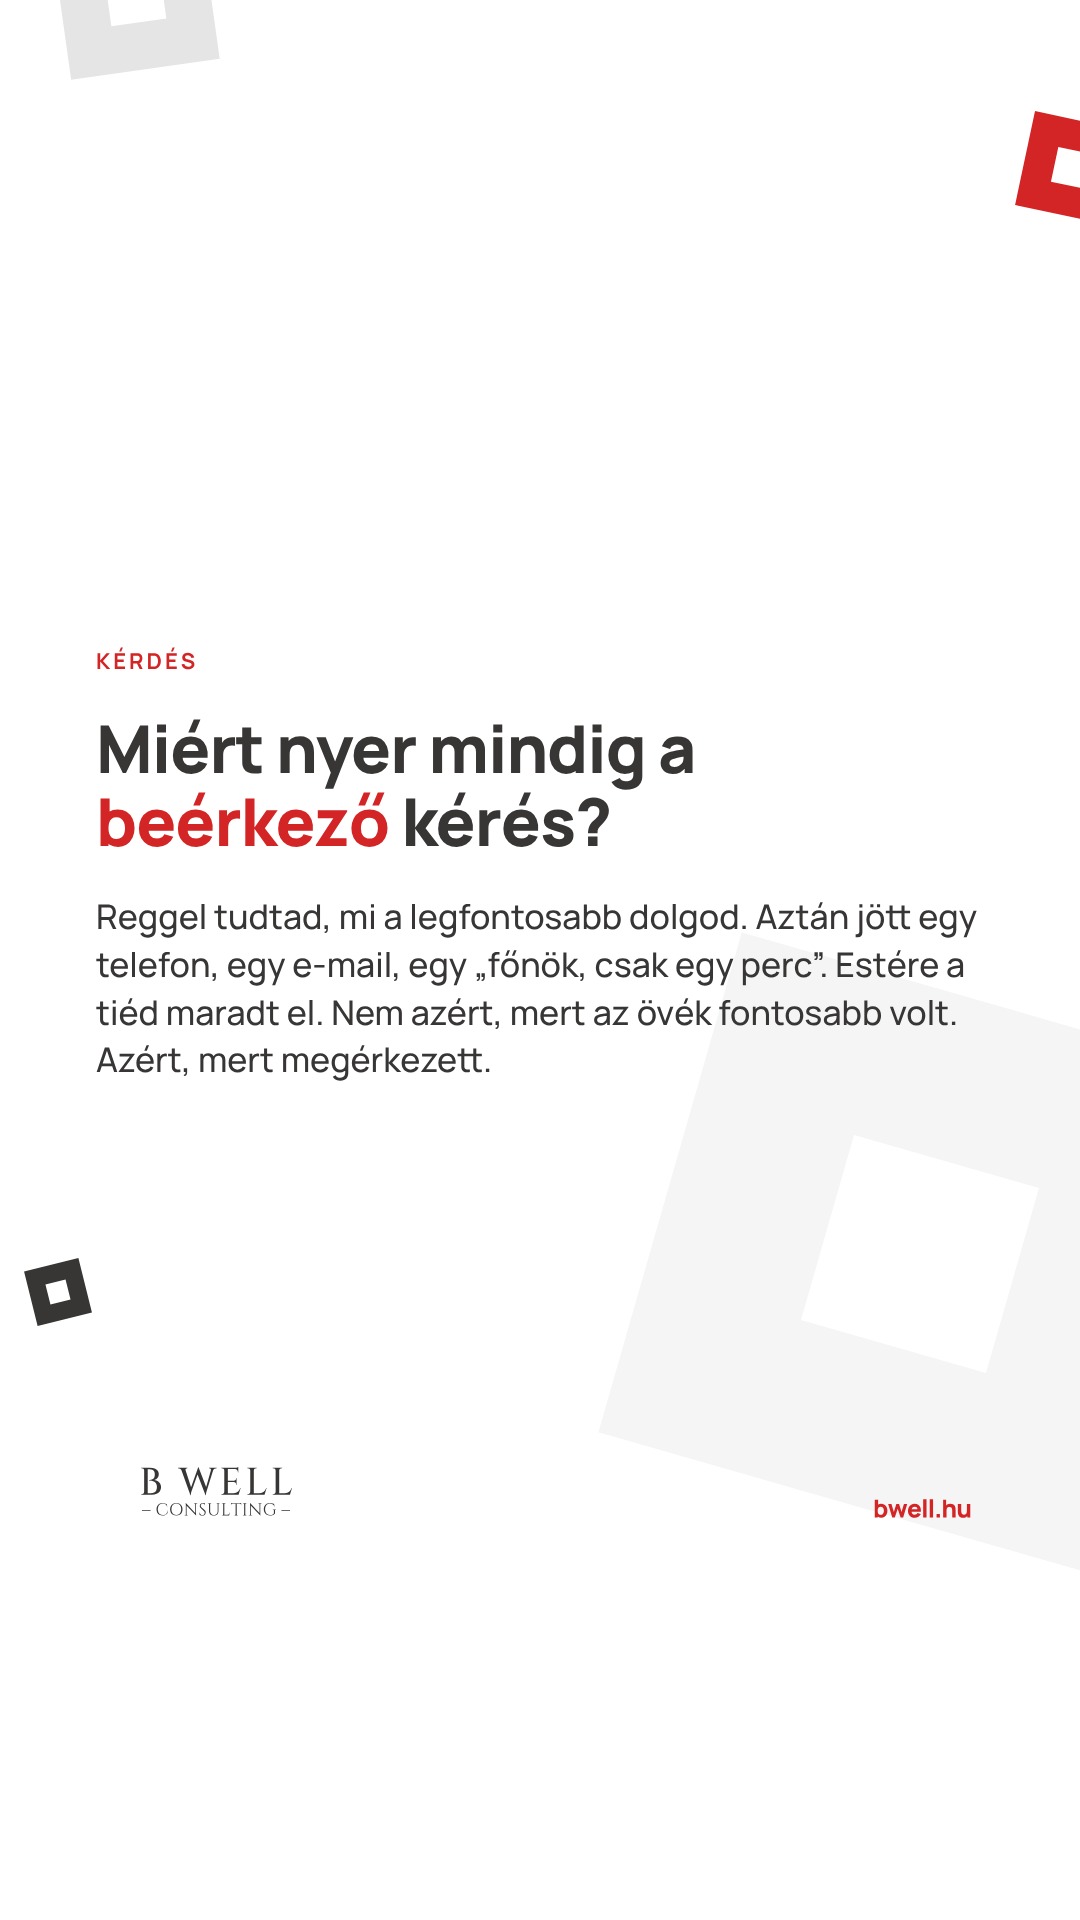 KÉRDÉS
Miért nyer mindig a
beérkező kérés?
Reggel tudtad, mi a legfontosabb dolgod. Aztán jött egy
telefon, egy e-mail, egy „főnök, csak egy perc”. Estére a
tiéd maradt el. Nem azért, mert az övék fontosabb volt.
Azért, mert megérkezett.
B WELL
– CONSULTING –
bwell.hu